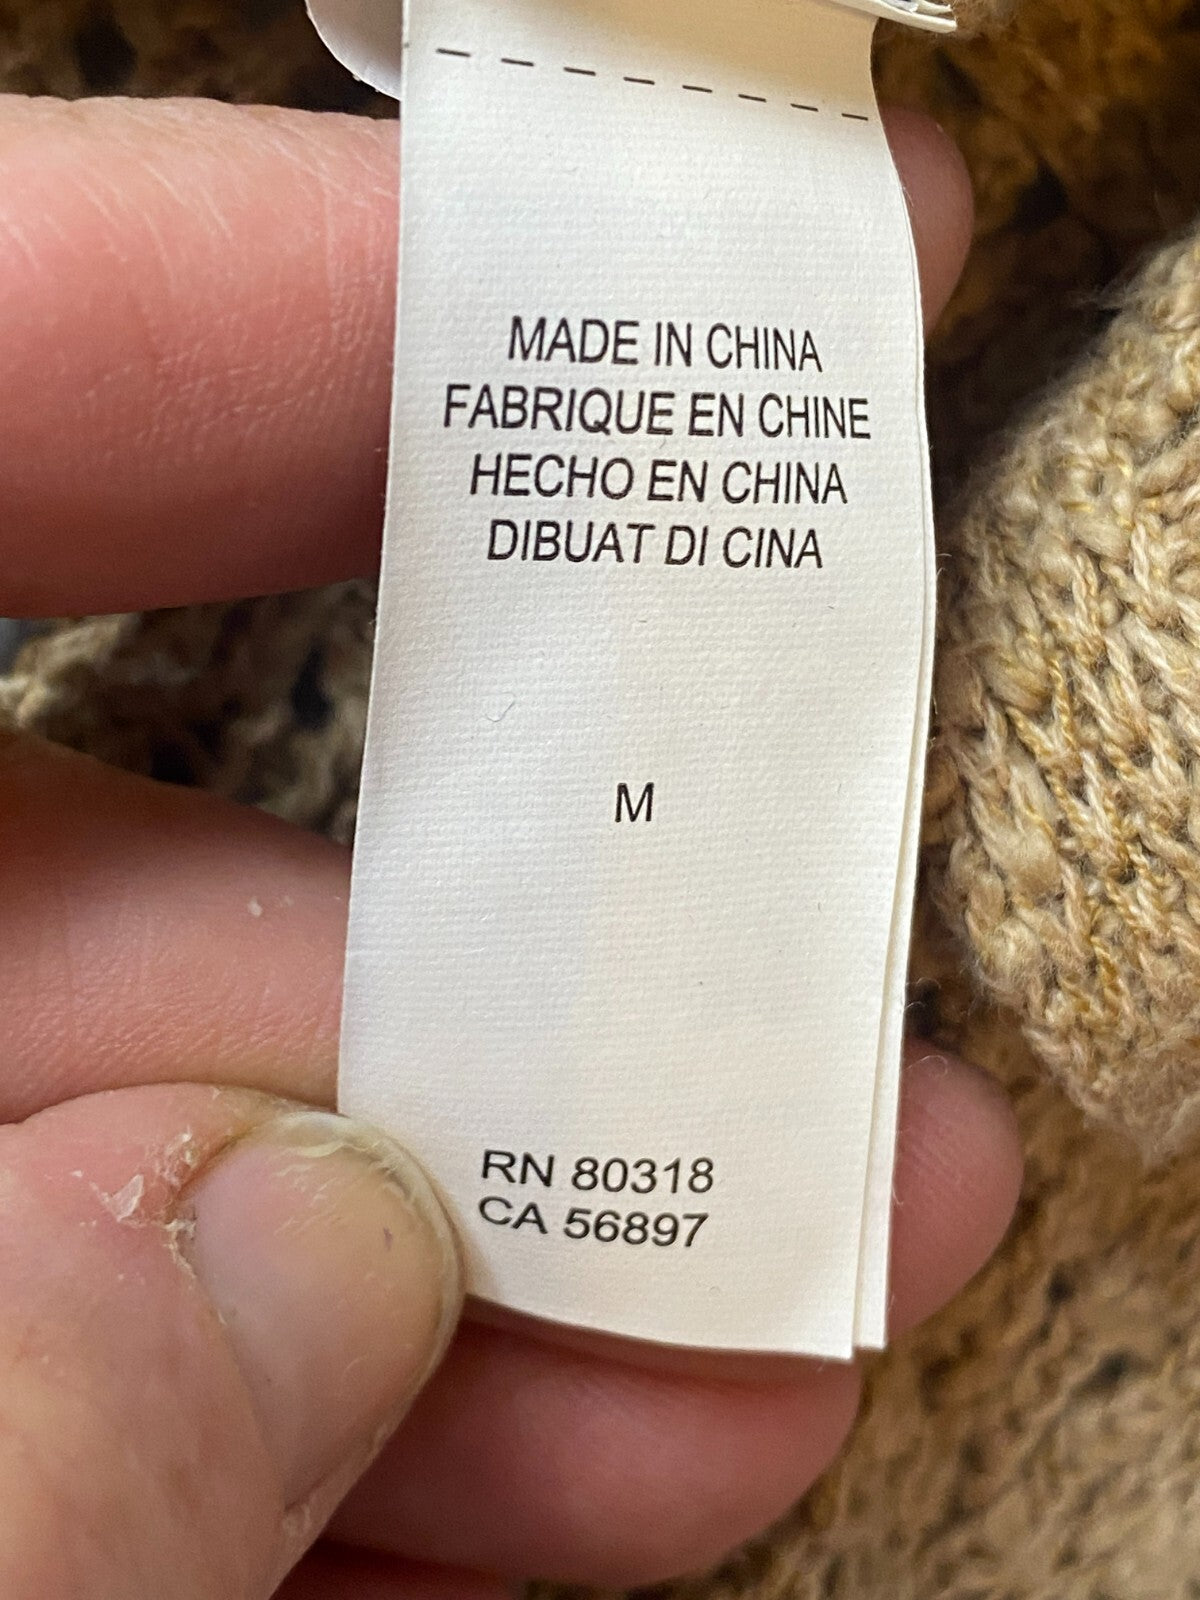 MADE IN CHINA
FABRIQUE EN CHINE
HECHO EN CHINA
DIBUAT DI CINA
M
RN 80318
CA 56897